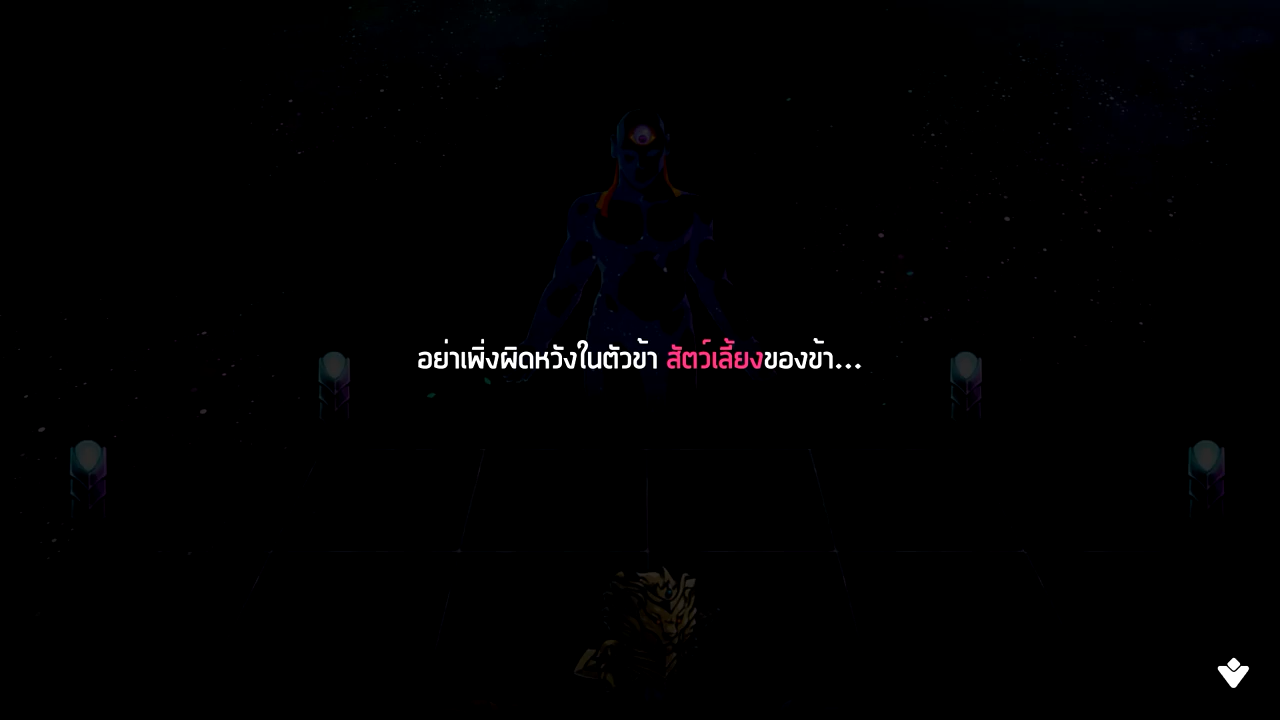 อย่าเพิ่งผิดหวังในตัวข้า สัตว์เลี้ยงของข้า...